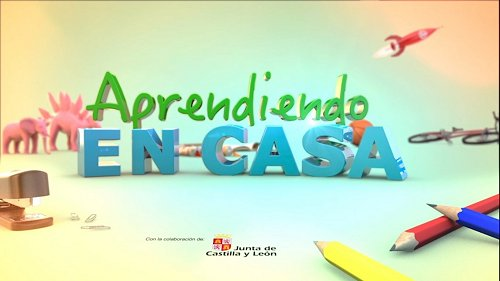 Aprendiendo
EN CASA
Con la colaboración de:
Junta de
Castilla y León